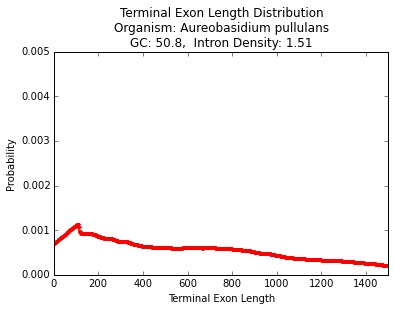 Terminal Exon Length Distribution
Organism: Aureobasidium pullulans
GC: 50.8,  Intron Density: 1.51
0.005
0.004
0.003
0.002
0.001
0.000
Probability
0 200 400 600 800 1000 1200 1400
Terminal Exon Length